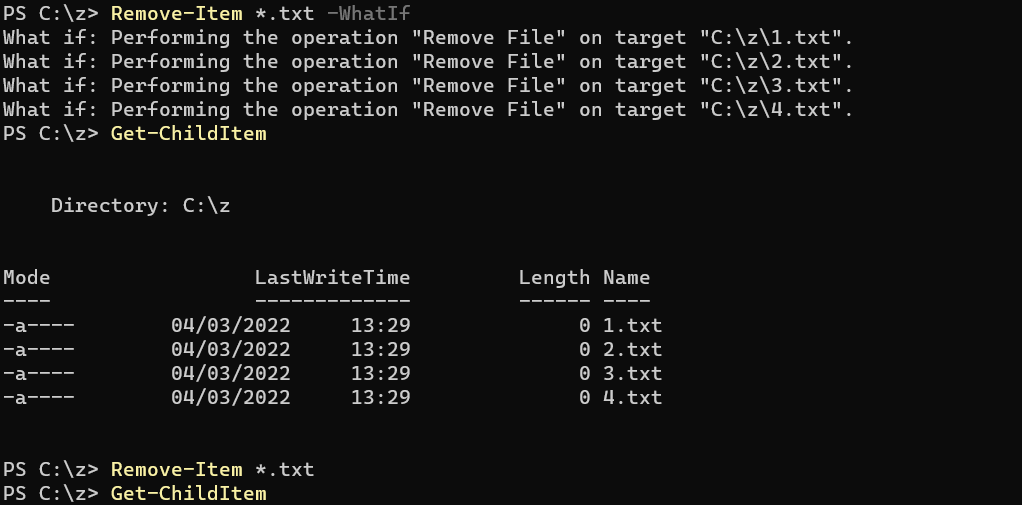 PS C:\z> Remove-Item *.txt -WhatIf
What if: Performing the operation "Remove File" on target "C:\z\1.txt".
What if: Performing the operation "Remove File" on target "C:\z\2.txt".
What if: Performing the operation "Remove File" on target "C:\z\3.txt".
What if: Performing the operation "Remove File" on target "C:\z\4.txt".
PS C:\z> Get-ChildItem
    Directory: C:\z
Mode                 LastWriteTime         Length Name
----                 -------------         ------ ----
-a----        04/03/2022     13:29              0 1.txt
-a----        04/03/2022     13:29              0 2.txt
-a----        04/03/2022     13:29              0 3.txt
-a----        04/03/2022     13:29              0 4.txt
PS C:\z> Remove-Item *.txt
PS C:\z> Get-ChildItem